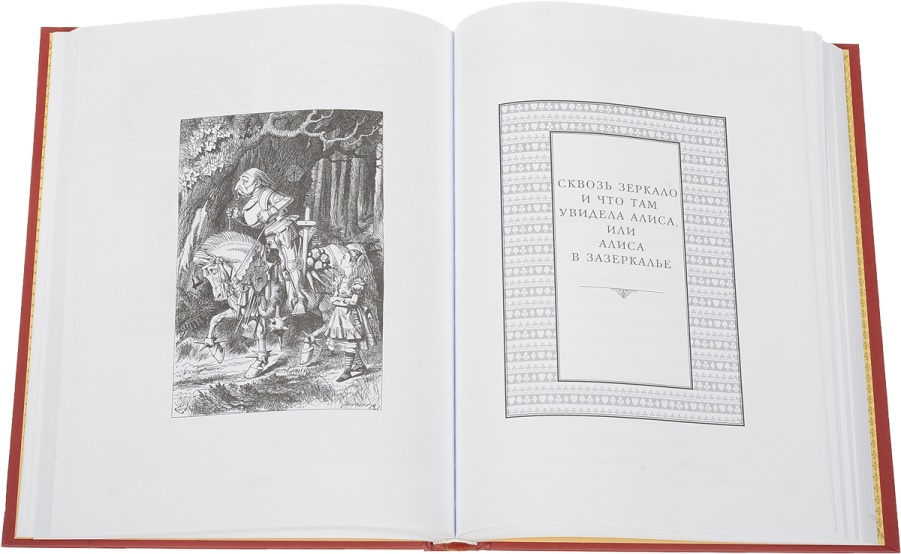 СКВОЗЬ ЗЕРКАЛО
И ЧТО ТАМ
УВИДЕЛА АЛИСА,
ИЛИ
АЛИСА
В ЗАЗЕРКАЛЬЕ